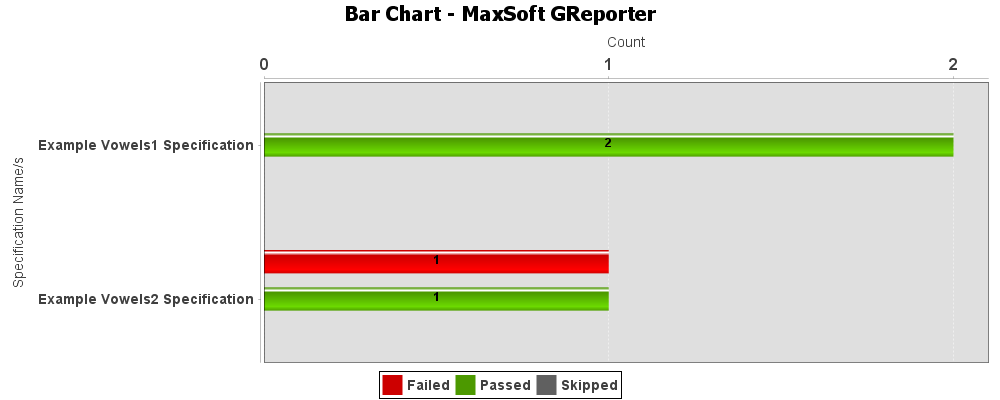 Bar Chart - MaxSoft GReporter
Count
0 1 2
Specification Name/s
Example Vowels1 Specification
2
1
Example Vowels2 Specification
1
Failed Passed Skipped